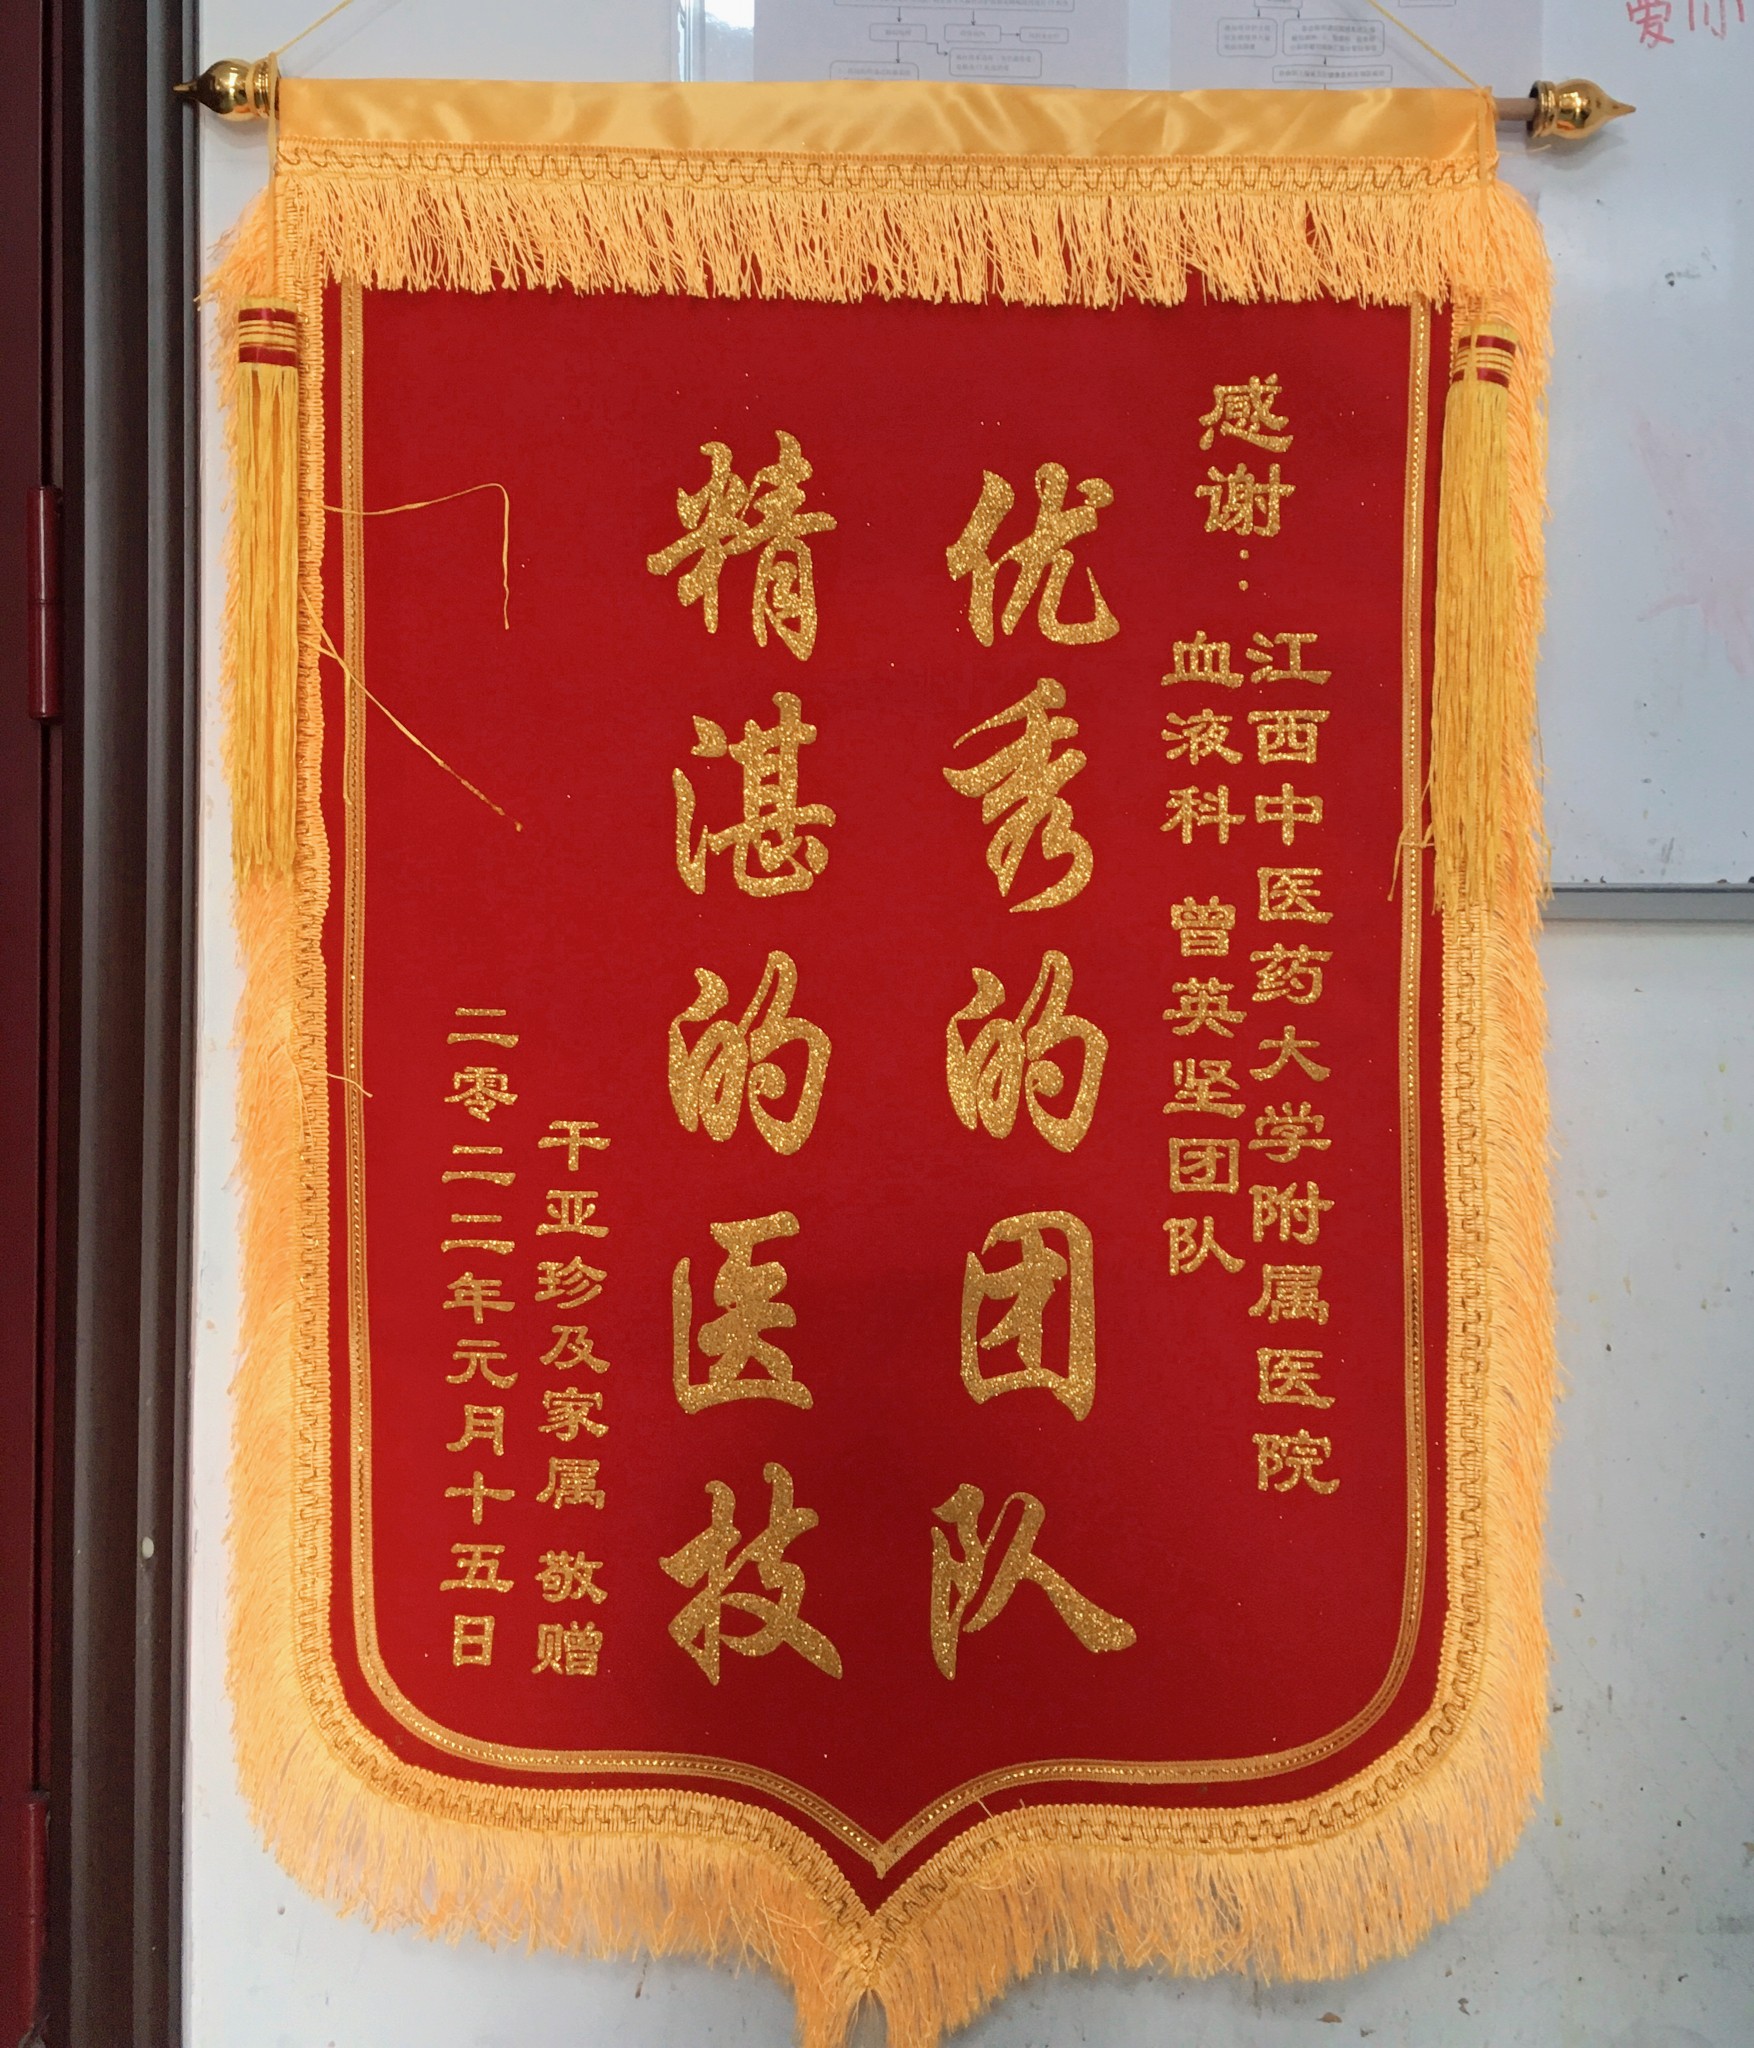 感谢：江西中医药大学附属医院
血液科 曾英坚团队
优秀的团队
精湛的医技
干亚珍及家属 敬赠
二零二二年元月十五日
爱你